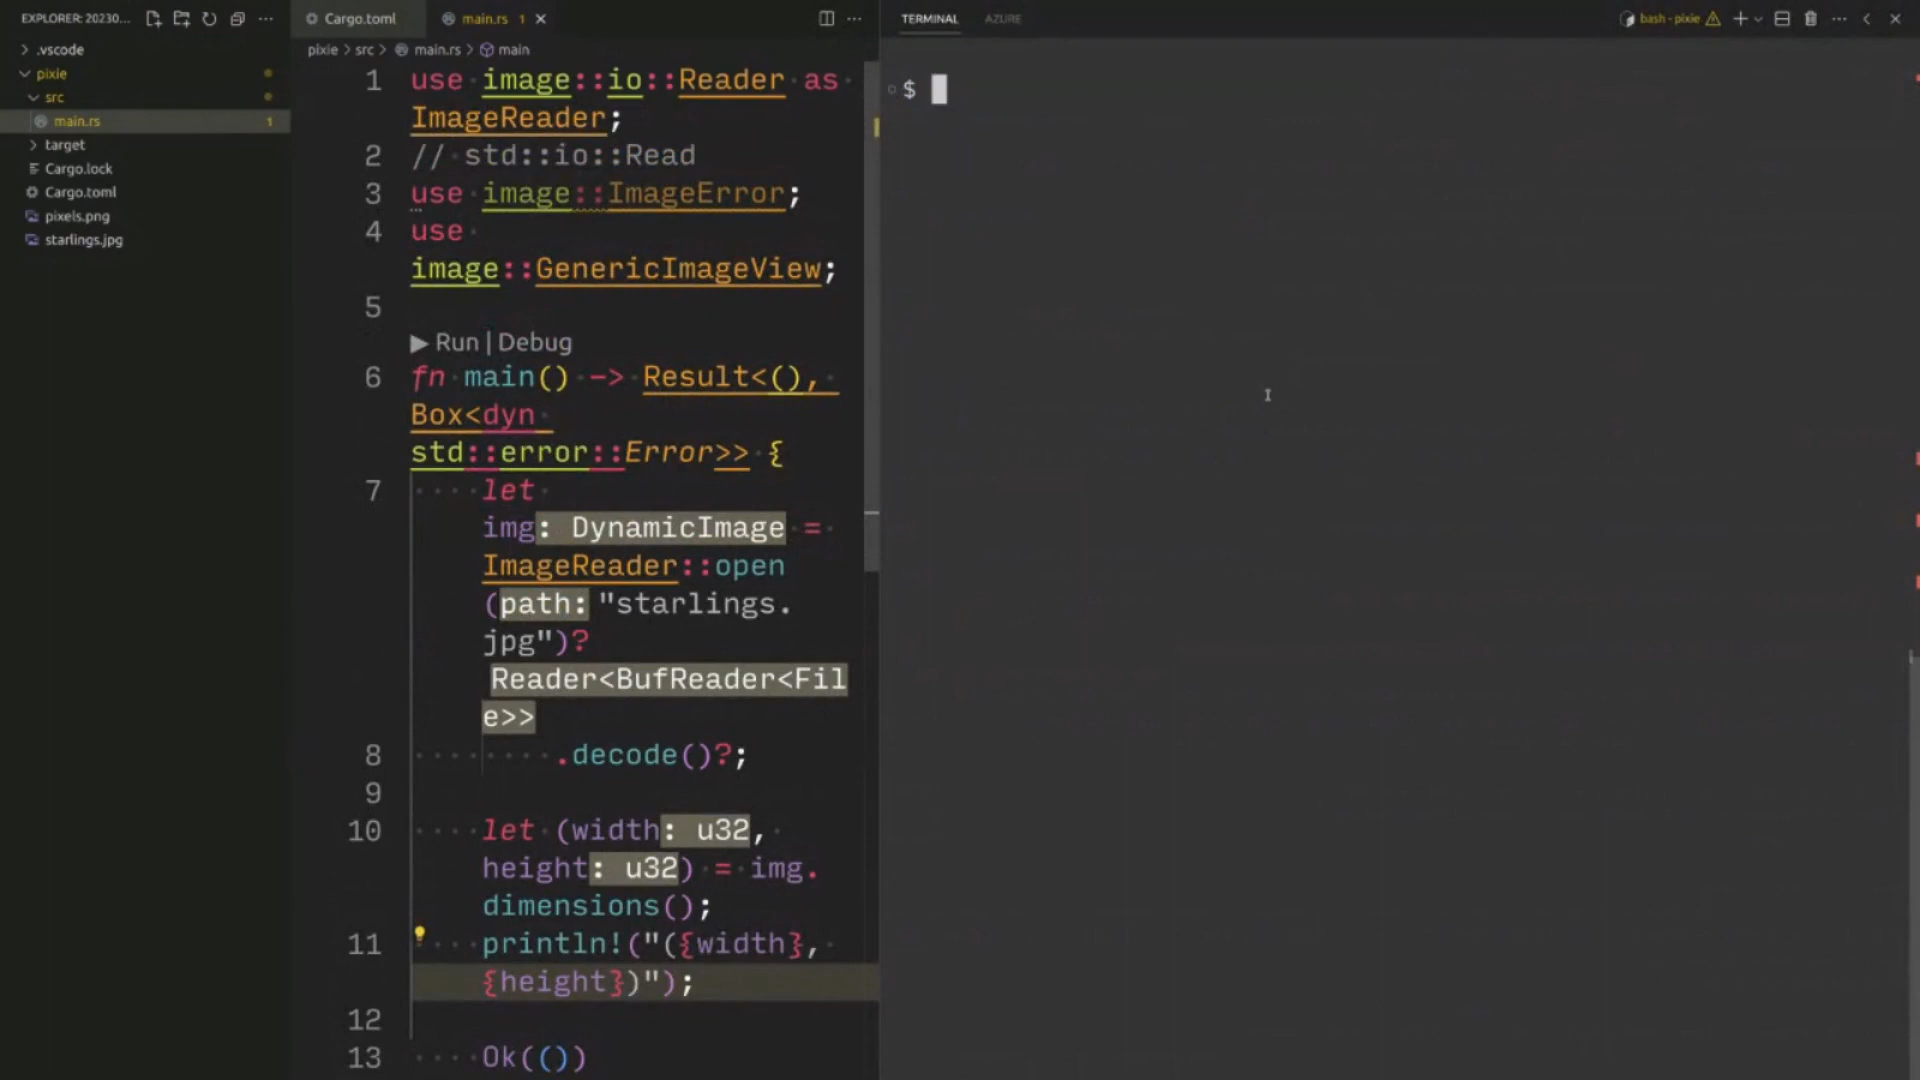 EXPLORER: 20230...
.vscode
pixie
src
main.rs 1
target
Cargo.lock
Cargo.toml
pixels.png
starlings.jpg
Cargo.toml
main.rs 1
pixie > src > main.rs > main
1 use image::io::Reader as
ImageReader;
2 // std::io::Read
3 use image::ImageError;
4 use
image::GenericImageView;
5
Run | Debug
6 fn main() -> Result<(),
Box<dyn
std::error::Error>> {
7 let
img: DynamicImage =
ImageReader::open
(path: "starlings.
jpg")?
Reader<BufReader<Fil
e>>
8 .decode()?;
9
10 let (width: u32,
height: u32) = img.
dimensions();
11 println!("({width},
{height})");
12
13 Ok(())
TERMINAL AZURE
bash - pixie
$